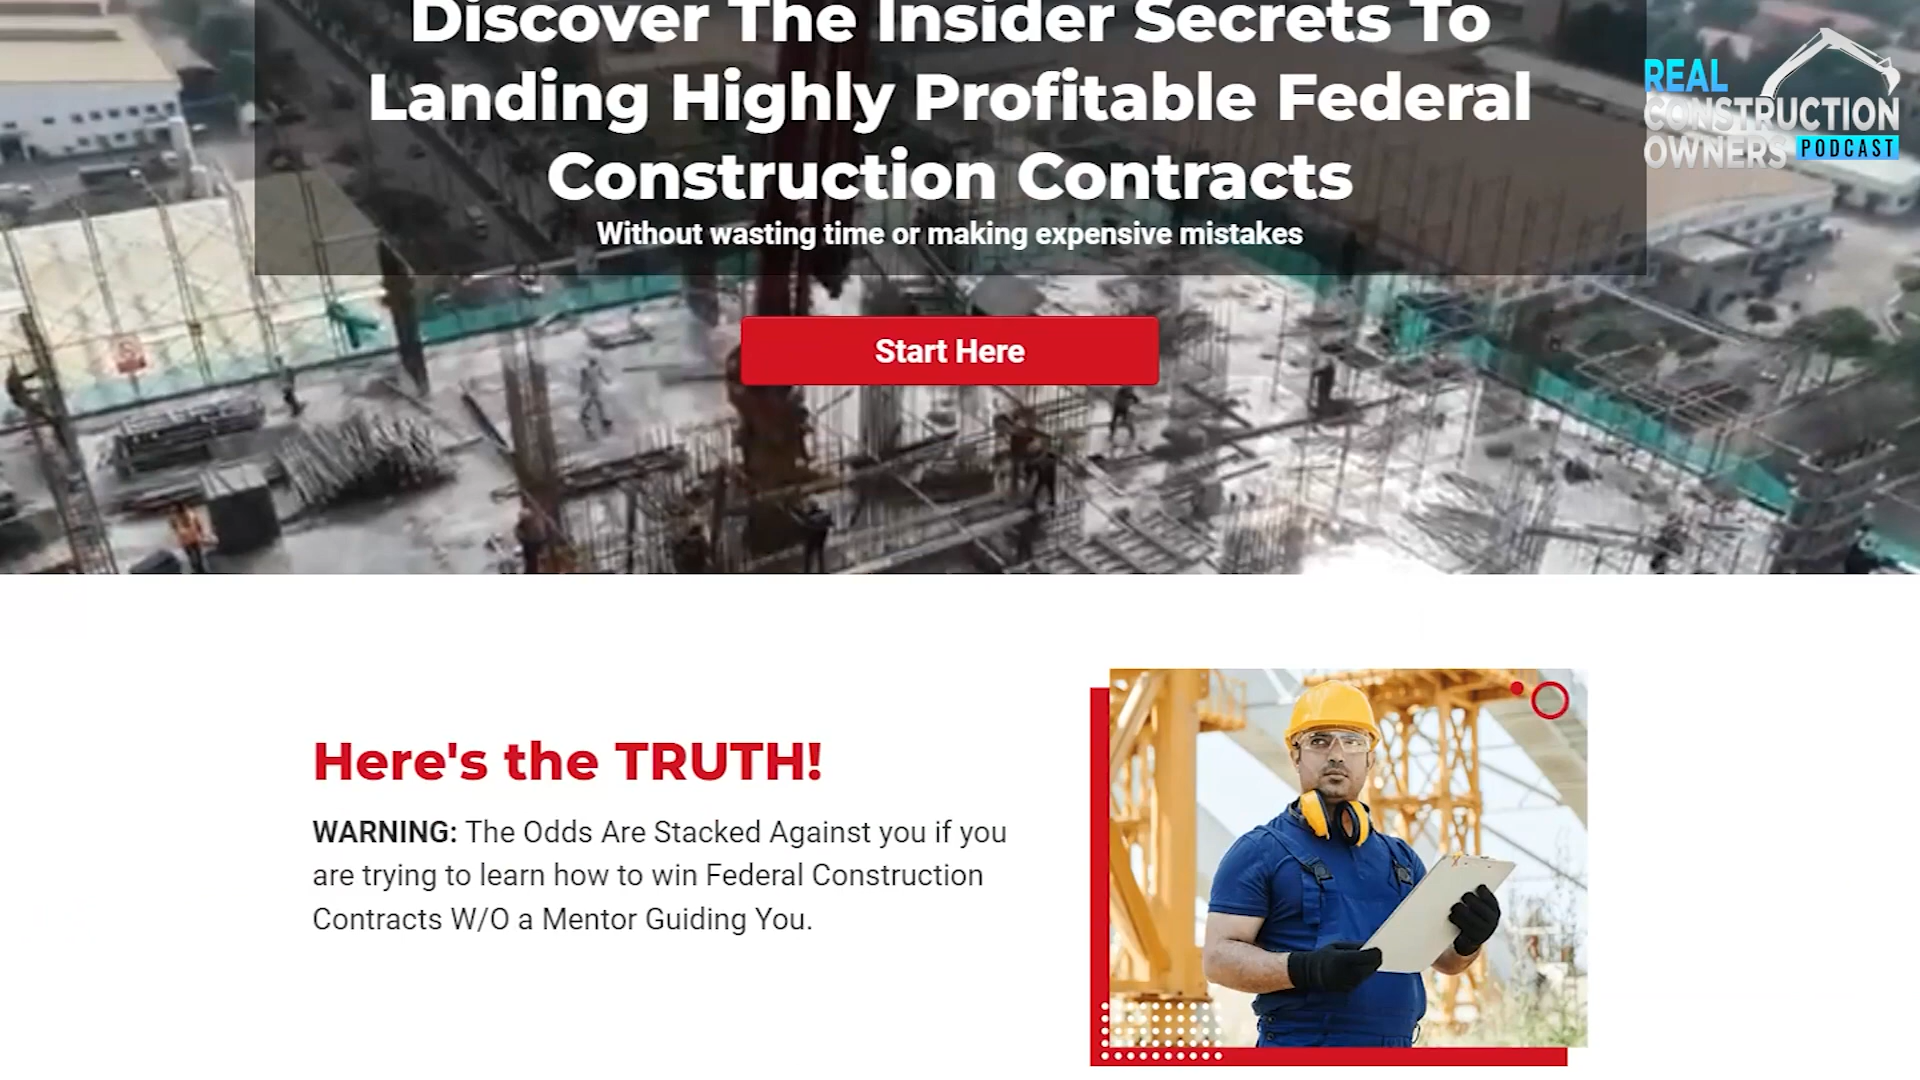 Discover The Insider Secrets To
Landing Highly Profitable Federal
Construction Contracts
Without wasting time or making expensive mistakes
REAL
CONSTRUCTION
OWNERS PODCAST
Start Here
Here's the TRUTH!
WARNING: The Odds Are Stacked Against you if you
are trying to learn how to win Federal Construction
Contracts W/O a Mentor Guiding You.